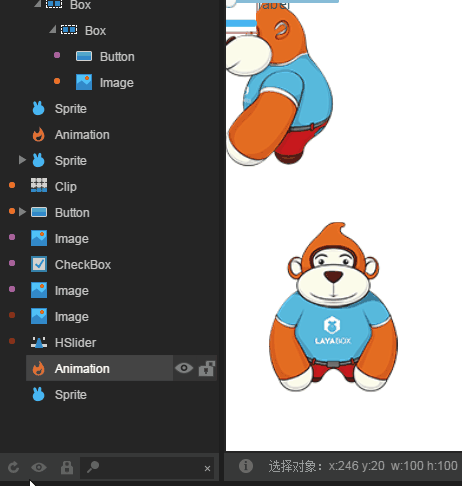 Box
Label
Box
Button
Image
Sprite
Animation
Sprite
Clip
Button
Image
CheckBox
Image
Image
HSlider
Animation
Sprite
LAYABOX
选择对象：x:246 y:20 w:100 h:100